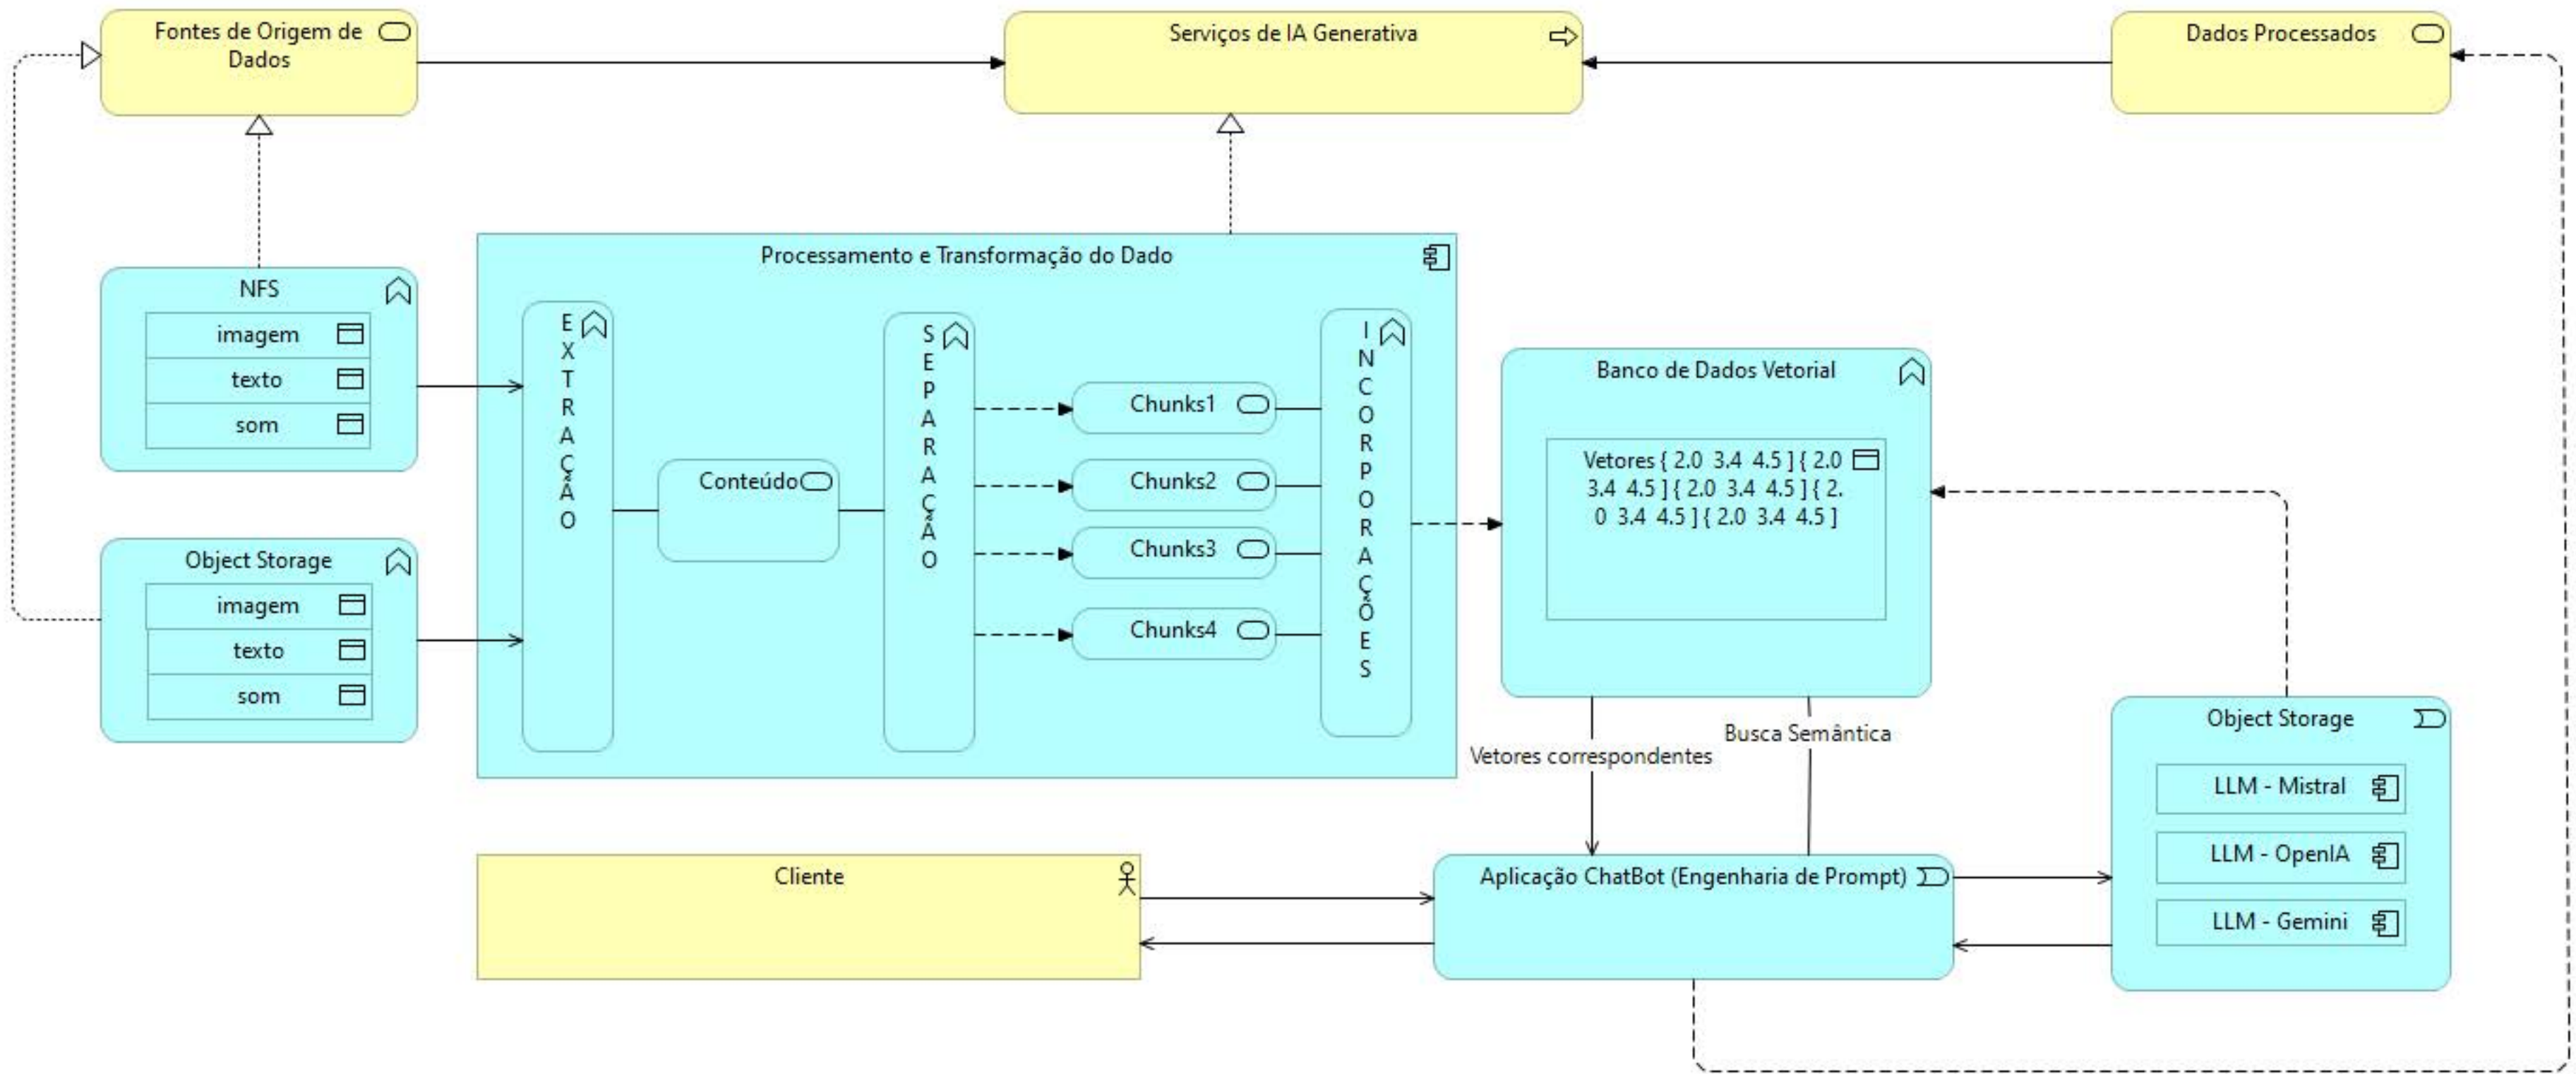 Fontes de Origem de
Dados
Serviços de IA Generativa
Dados Processados
NFS
imagem
texto
som
Object Storage
imagem
texto
som
Processamento e Transformação do Dado
E
X
T
R
A
Ç
Ã
O
Conteúdo
S
E
P
A
R
A
Ç
Ã
O
Chunks1
Chunks2
Chunks3
Chunks4
I
N
C
O
R
P
O
R
A
Ç
Õ
E
S
Banco de Dados Vetorial
Vetores { 2.0 3.4 4.5 ] { 2.0
3.4 4.5 ] { 2.0 3.4 4.5 ] { 2.
0 3.4 4.5 ] { 2.0 3.4 4.5 ]
Busca Semântica
Vetores correspondentes
Object Storage
LLM - Mistral
LLM - OpenIA
LLM - Gemini
Cliente
Aplicação ChatBot (Engenharia de Prompt)